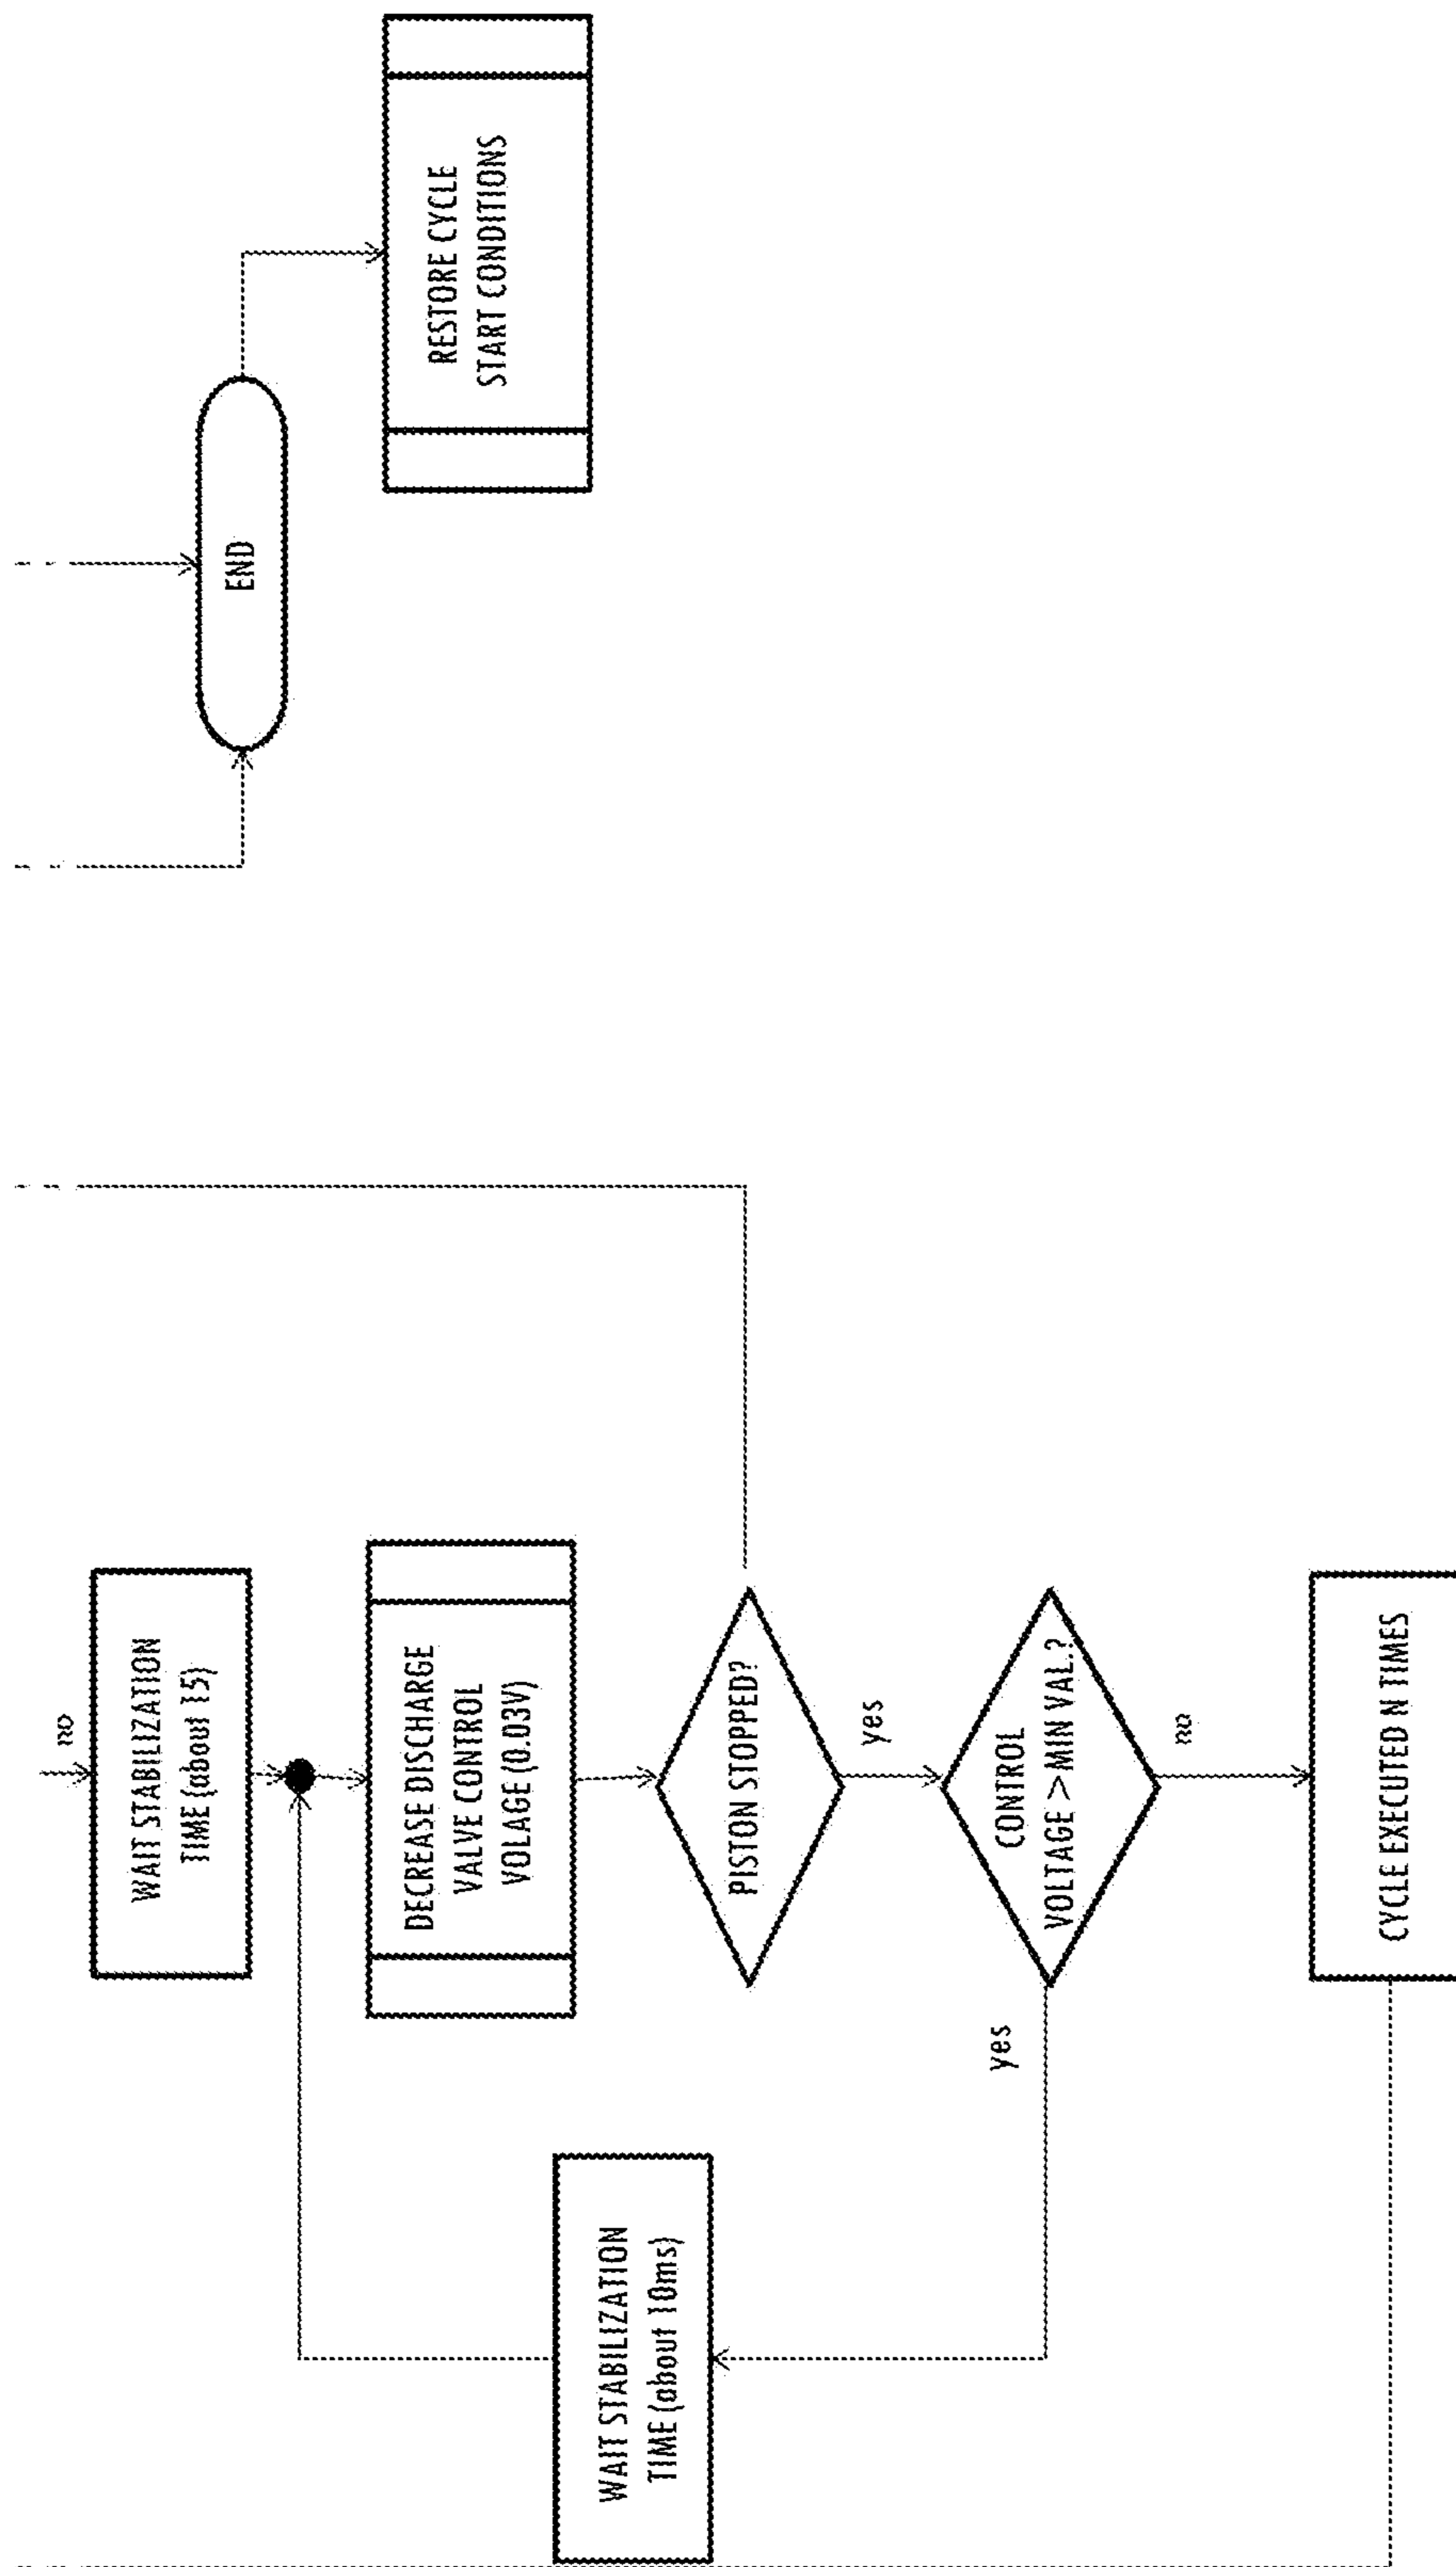 no
WAIT STABILIZATION
TIME (about 15)
DECREASE DISCHARGE
VALVE CONTROL
VOLAGE (0.03V)
PISTON STOPPED?
yes
CONTROL
VOLTAGE > MIN VAL.?
yes
no
WAIT STABILIZATION
TIME (about 10ms)
CYCLE EXECUTED N TIMES
END
RESTORE CYCLE
START CONDITIONS